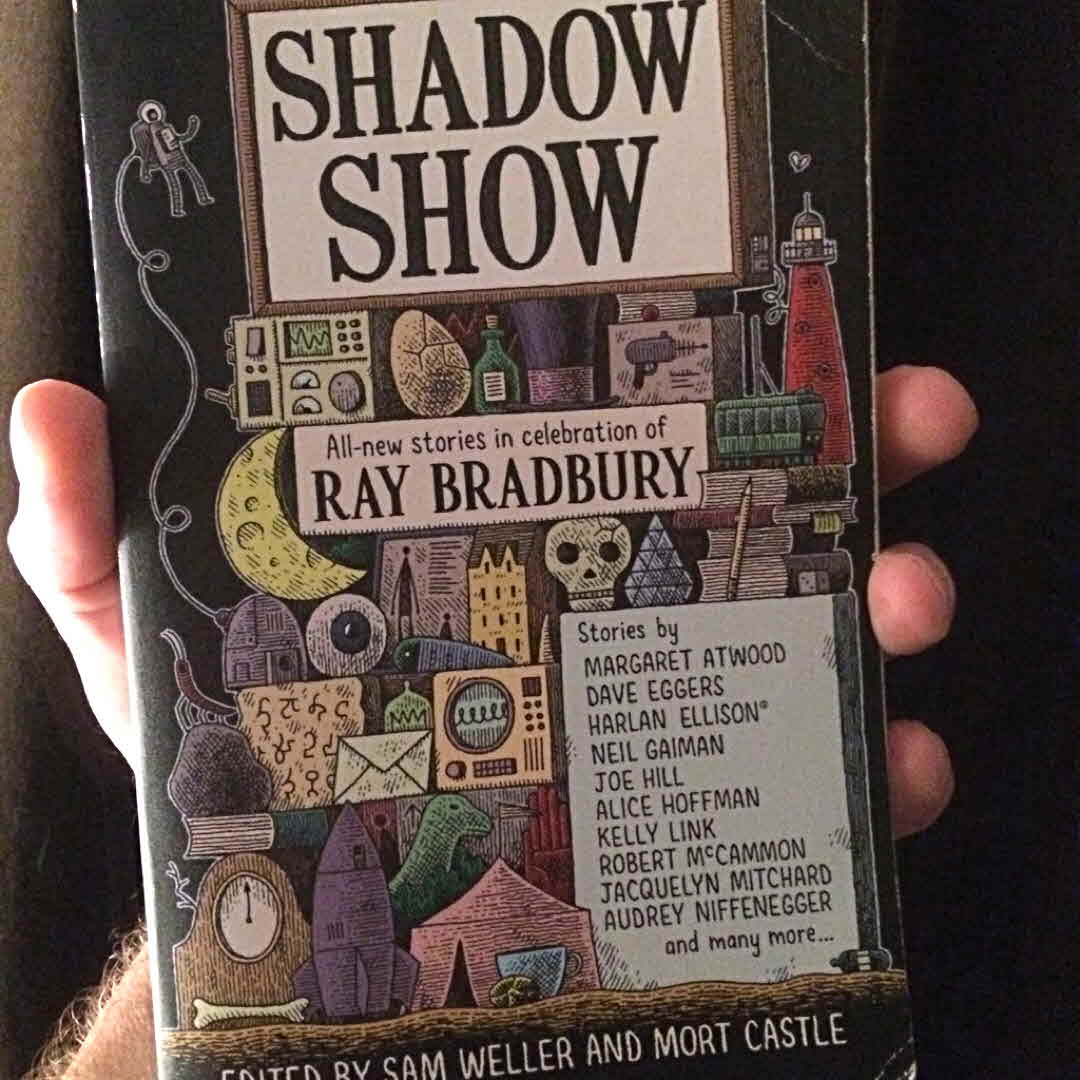 SHADOW
SHOW
All-new stories in celebration of
RAY BRADBURY
Stories by
MARGARET ATWOOD
DAVE EGGERS
HARLAN ELLISON®
NEIL GAIMAN
JOE HILL
ALICE HOFFMAN
KELLY LINK
ROBERT McCAMMON
JACQUELYN MITCHARD
AUDREY NIFFENEGGER
and many more...
EDITED BY SAM WELLER AND MORT CASTLE